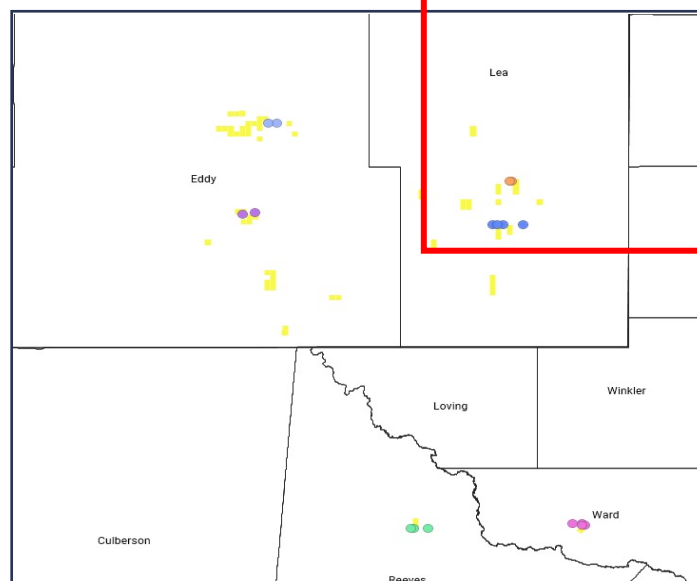 Lea
Eddy
Winkler
Loving
Ward
Culberson
Reeves